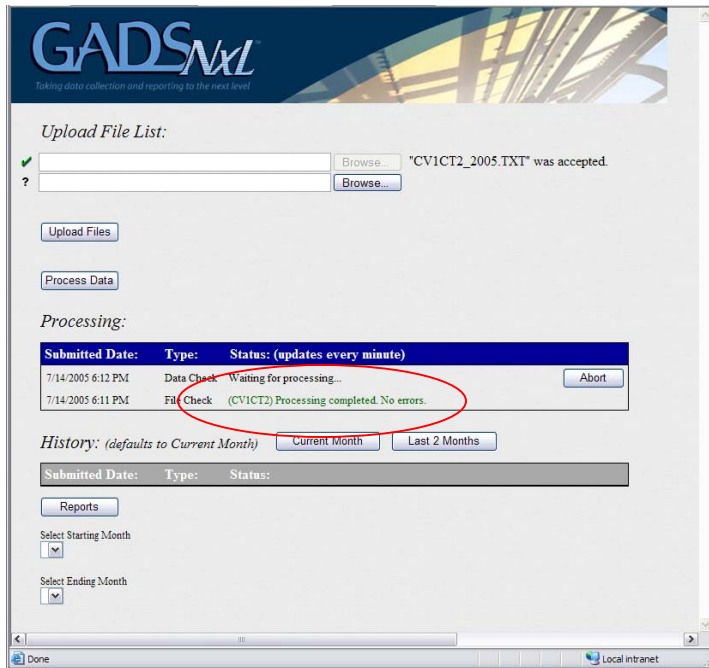 GADSNxL
Taking data collection and reporting to the next level
Upload File List:
Browse... "CV1CT2_2005.TXT" was accepted.
? Browse...
Upload Files
Process Data
Processing:
Submitted Date: Type: Status: (updates every minute)
7/14/2005 6:12 PM Data Check Waiting for processing... Abort
7/14/2005 6:11 PM File Check (CV1CT2) Processing completed. No errors.
History: (defaults to Current Month) Current Month Last 2 Months
Submitted Date: Type: Status:
Reports
Select Starting Month
Select Ending Month
Done Local intranet